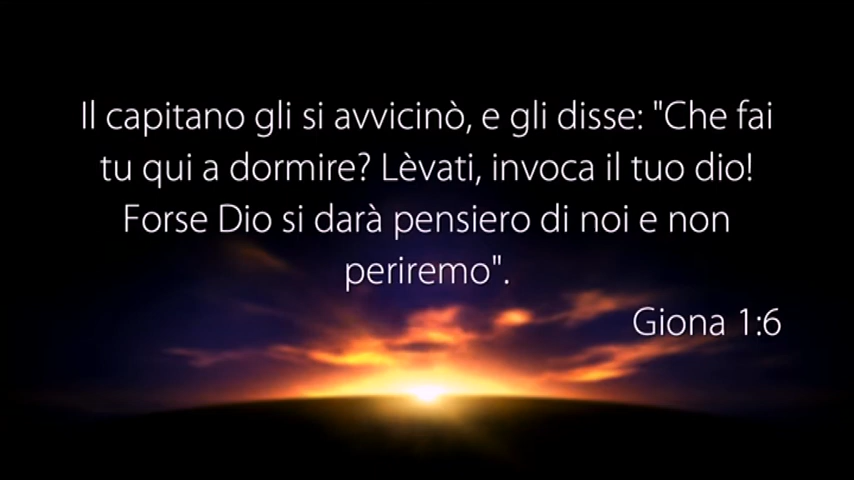 Il capitano gli si avvicinò, e gli disse: "Che fai
tu qui a dormire? Lèvati, invoca il tuo dio!
Forse Dio si darà pensiero di noi e non
periremo".
Giona 1:6